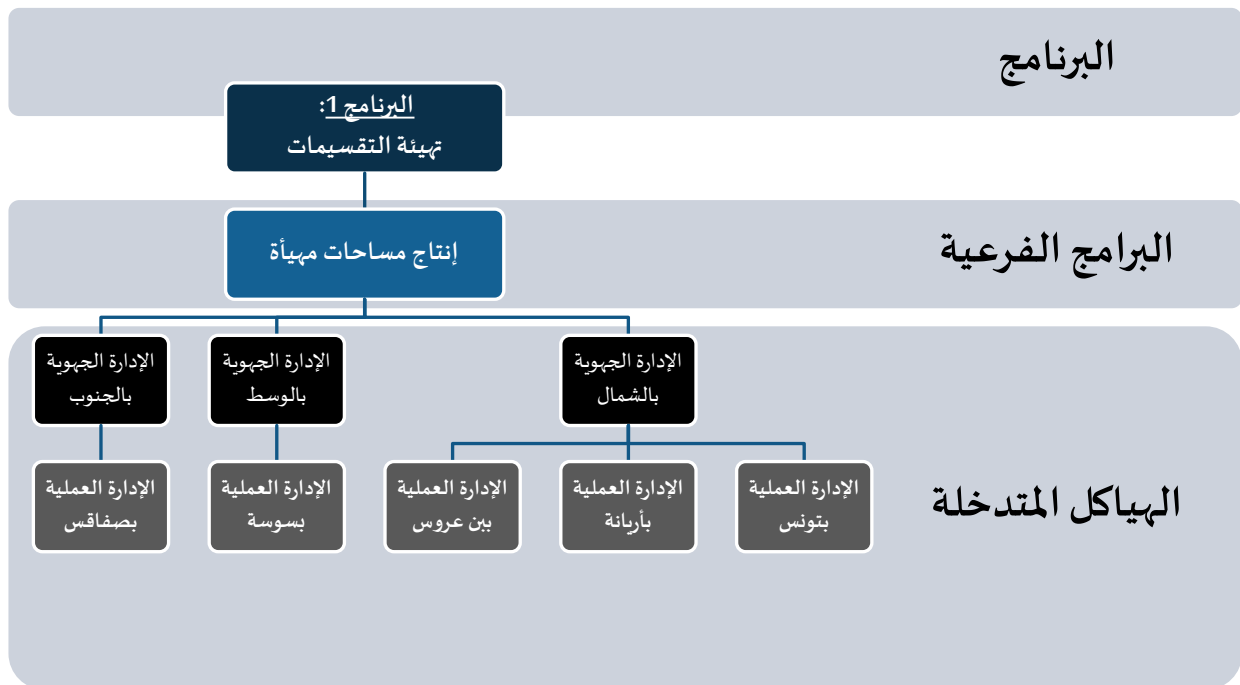 البرنامج
البرنامج 1:
تهيئة التقسيمات
البرامج الفرعية
إنتاج مساحات مهيأة
الهياكل المتدخلة
الإدارة الجهوية
بالشمال
الإدارة الجهوية
بالوسط
الإدارة الجهوية
بالجنوب
الإدارة العملية
بتونس
الإدارة العملية
بأريانة
الإدارة العملية
ببن عروس
الإدارة العملية
بسوسة
الإدارة العملية
بصفاقس